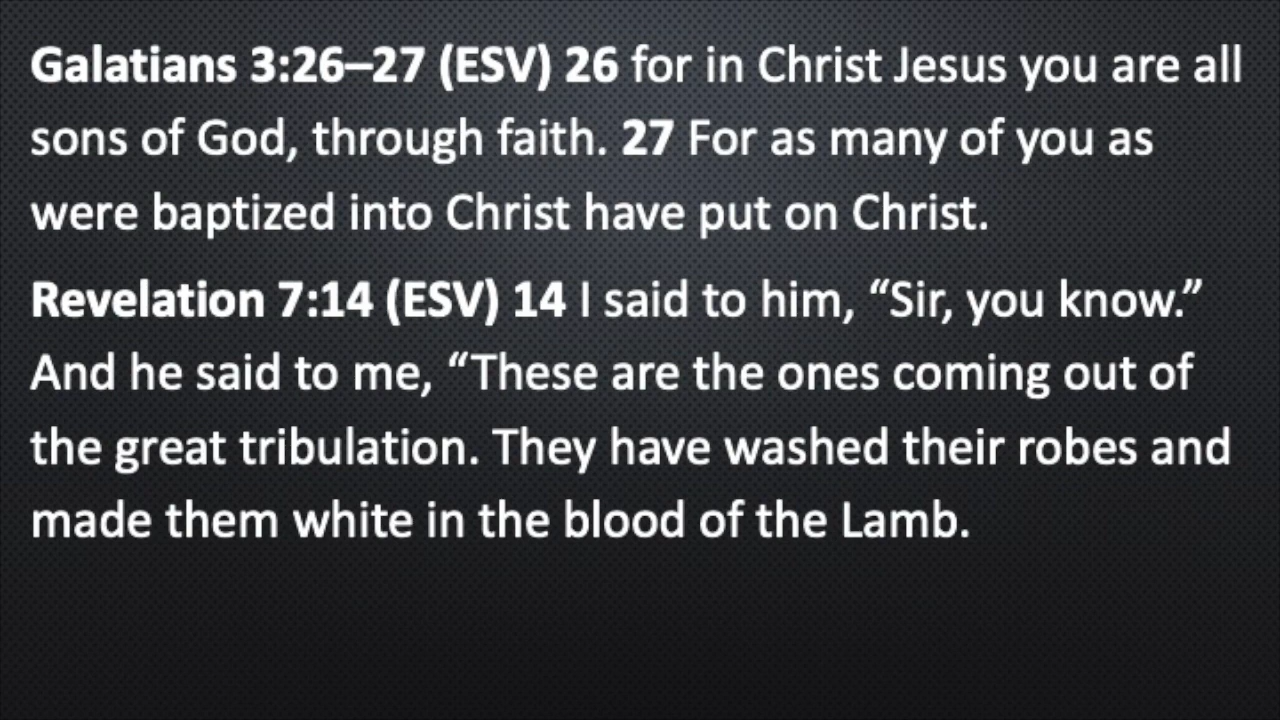 Galatians 3:26–27 (ESV) 26 for in Christ Jesus you are all
sons of God, through faith. 27 For as many of you as
were baptized into Christ have put on Christ.
Revelation 7:14 (ESV) 14 I said to him, “Sir, you know.”
And he said to me, “These are the ones coming out of
the great tribulation. They have washed their robes and
made them white in the blood of the Lamb.